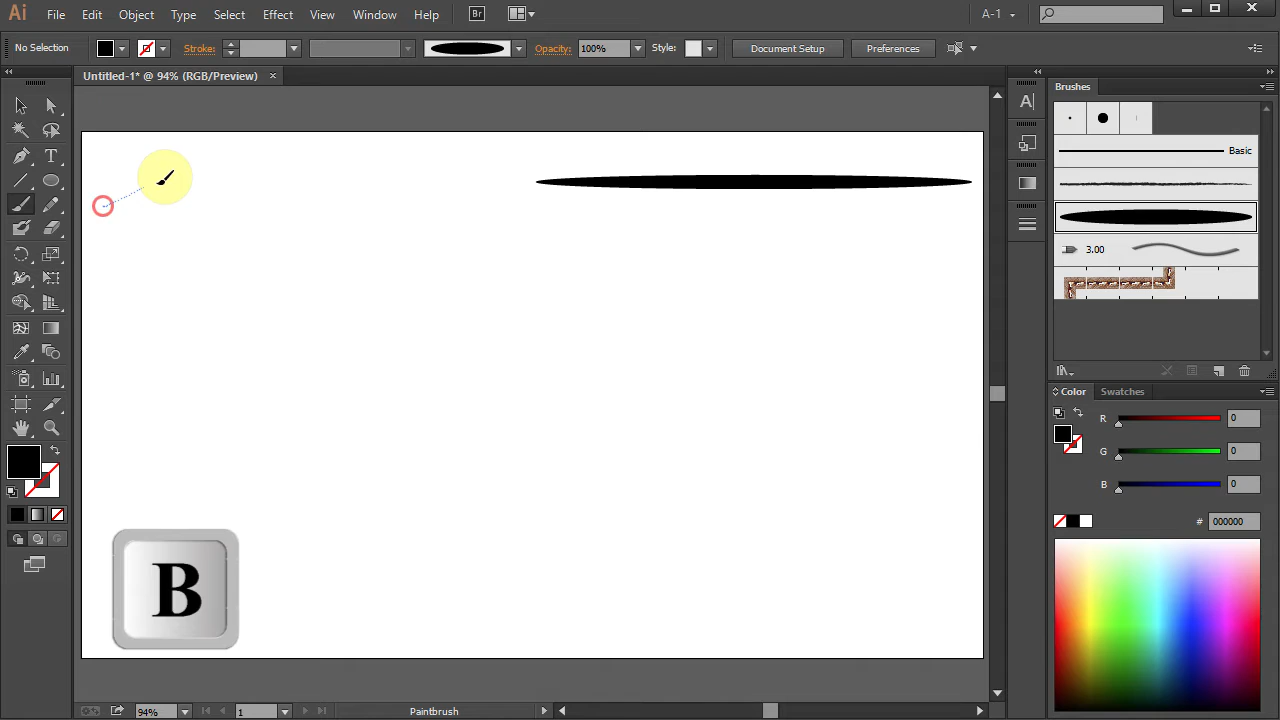 Ai File Edit Object Type Select Effect View Window Help Br A-1
No Selection Stroke: Opacity: 100% Style: Document Setup Preferences
Untitled-1* @ 94% (RGB/Preview)
Brushes
Basic
3.00
Color Swatches
R 0
G 0
B 0
# 000000
B
94% 1 Paintbrush